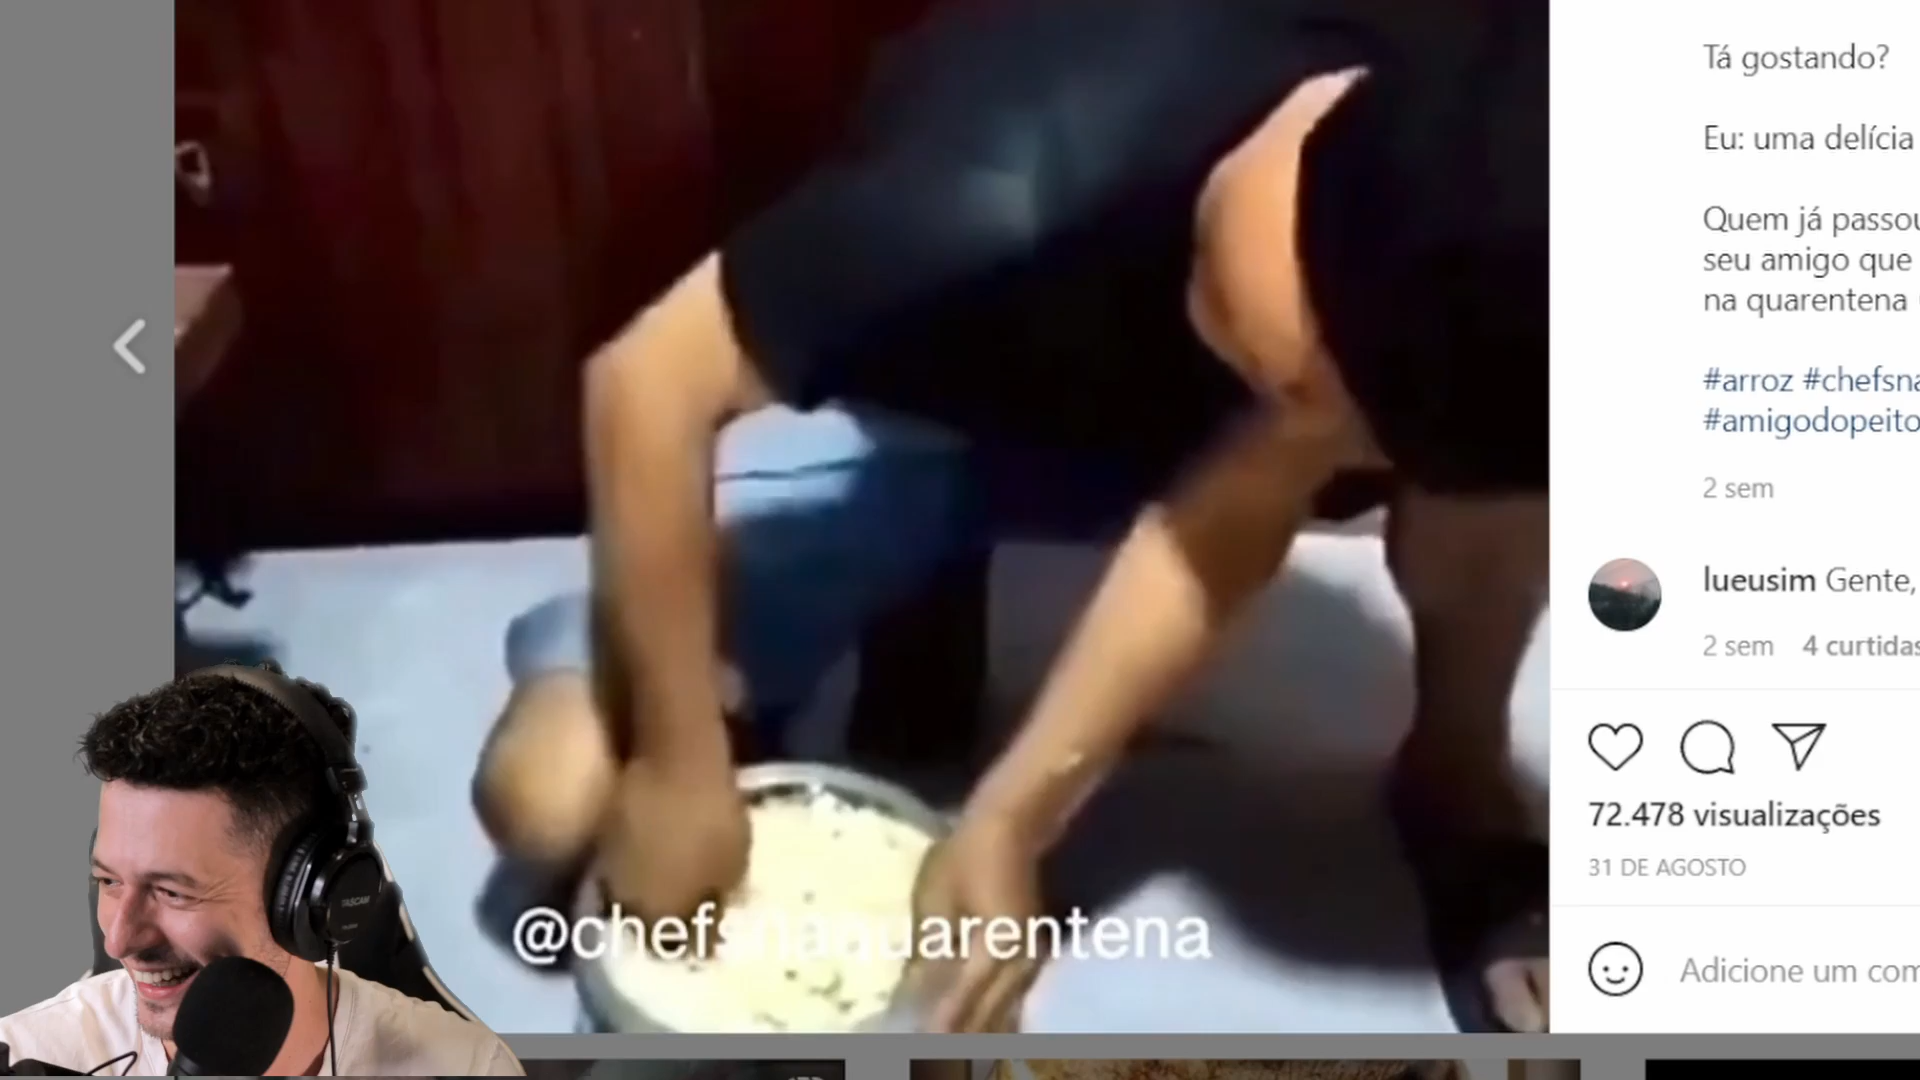 Tá gostando?
Eu: uma delícia
Quem já passou
seu amigo que
na quarentena
#arroz #chefsna
#amigodopeito
2 sem
lueusim Gente,
2 sem 4 curtidas
72.478 visualizações
31 DE AGOSTO
Adicione um com
@chefsnaquarentena
TASCAM